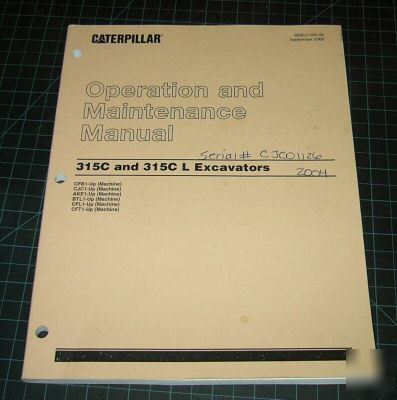 CATERPILLAR
September 2003
Operation and
Maintenance
Manual
Serial# CJC01126
315C and 315C L Excavators
2004
CFB1-Up (Machine)
CJC1-Up (Machine)
AKE1-Up (Machine)
BTL1-Up (Machine)
CFL1-Up (Machine)
CFT1-Up (Machine)